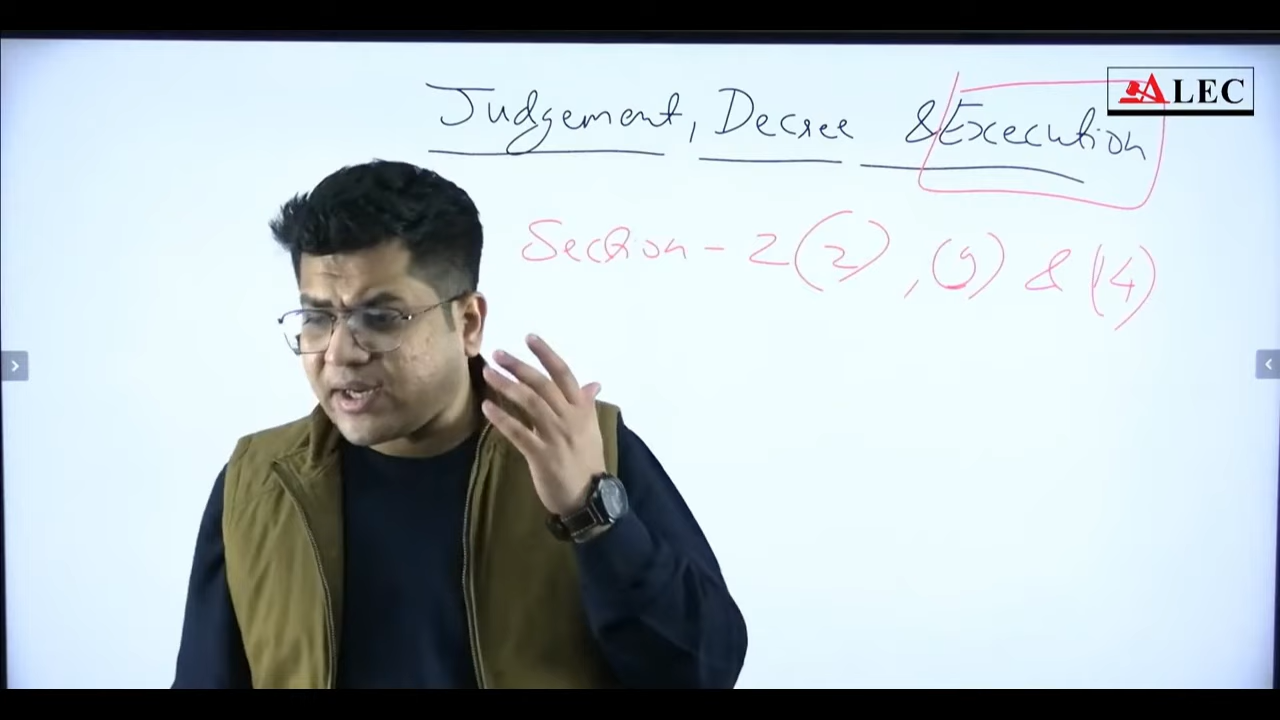 ALEC
Judgement, Decree & Execution
Section - 2(2), (9) & (14)